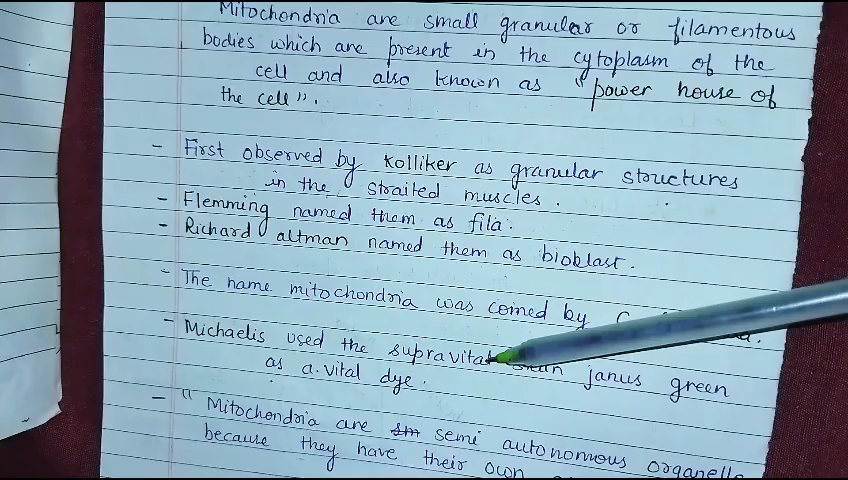 Mitochondria are small granular or filamentous
bodies which are present in the cytoplasm of the
cell and also known as "power house of
the cell".
- First observed by Kolliker as granular structures
in the straited muscles.
- Flemming named them as fila.
- Richard altman named them as bioblast.
- The name mitochondria was coined by C.
- Michaelis used the supravital janus green
as a vital dye.
- " Mitochondria are sm semi autonomous organelle
because they have their own